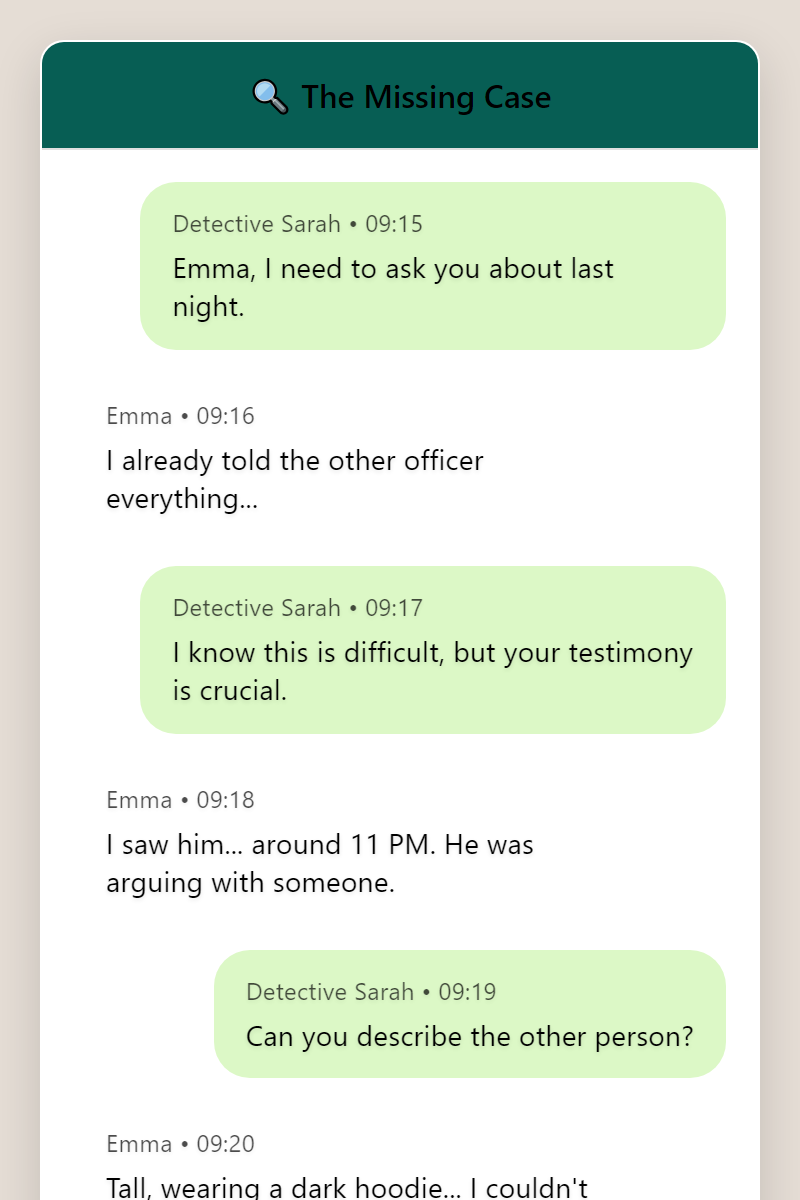 🔍 The Missing Case
Detective Sarah • 09:15
Emma, I need to ask you about last
night.
Emma • 09:16
I already told the other officer
everything...
Detective Sarah • 09:17
I know this is difficult, but your testimony
is crucial.
Emma • 09:18
I saw him... around 11 PM. He was
arguing with someone.
Detective Sarah • 09:19
Can you describe the other person?
Emma • 09:20
Tall, wearing a dark hoodie... I couldn't